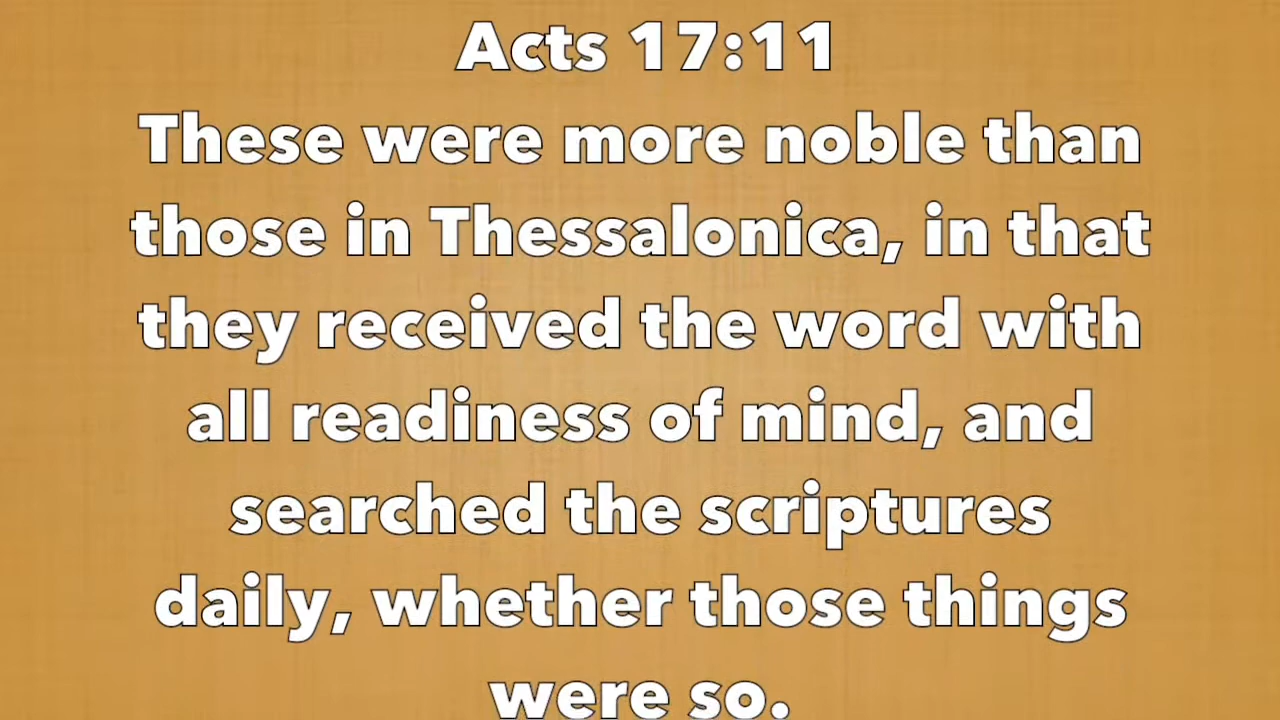 Acts 17:11
These were more noble than
those in Thessalonica, in that
they received the word with
all readiness of mind, and
searched the scriptures
daily, whether those things
were so.